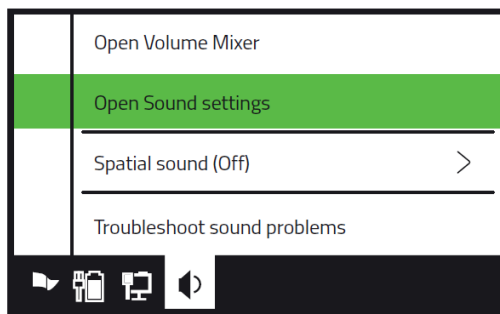 Open Volume Mixer
Open Sound settings
Spatial sound (Off)
Troubleshoot sound problems